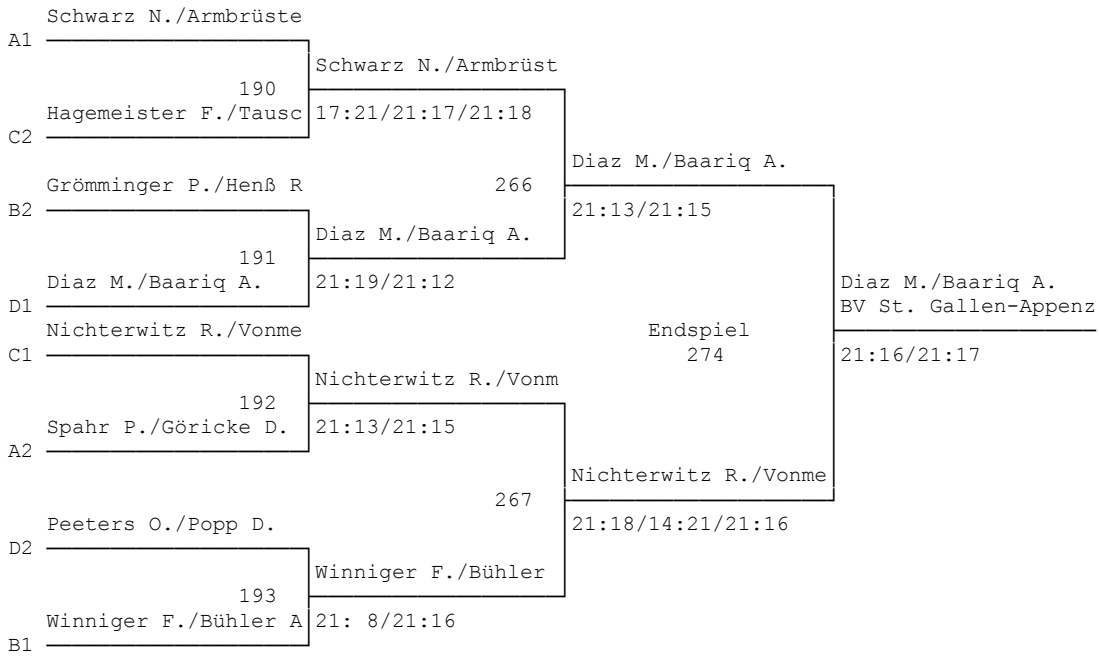 Schwarz N./Armbrüste
A1
Schwarz N./Armbrüst
190
Hagemeister F./Tausc 17:21/21:17/21:18
C2
Diaz M./Baariq A.
Grömminger P./Henß R 266
B2 21:13/21:15
Diaz M./Baariq A.
191
Diaz M./Baariq A. 21:19/21:12 Diaz M./Baariq A.
D1 BV St. Gallen-Appenz
Nichterwitz R./Vonme Endspiel
C1 274 21:16/21:17
Nichterwitz R./Vonm
192
Spahr P./Göricke D. 21:13/21:15
A2
Nichterwitz R./Vonme
267
Peeters O./Popp D. 21:18/14:21/21:16
D2
Winniger F./Bühler
193
Winniger F./Bühler A 21: 8/21:16
B1